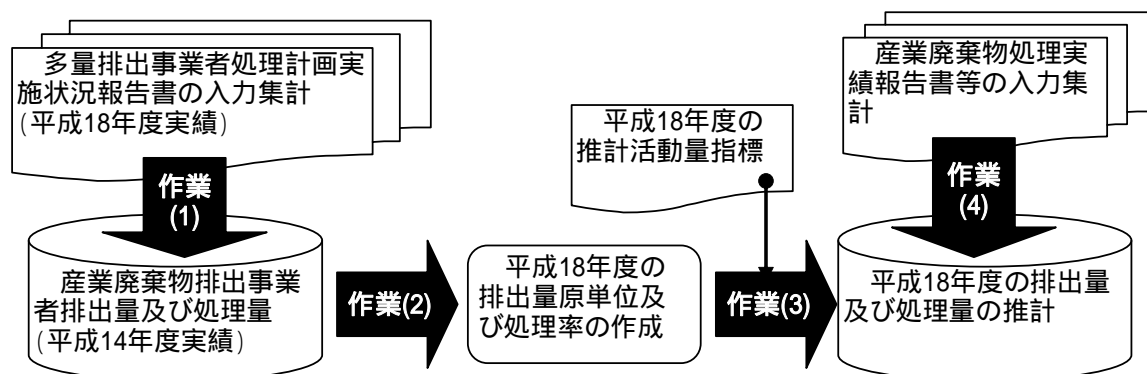 多量排出事業者処理計画実
施状況報告書の入力集計
(平成18年度実績)
産業廃棄物処理実
績報告書等の入力集
計
平成18年度の
推計活動量指標
作業
(1)
作業
(4)
産業廃棄物排出事業
者排出量及び処理量
(平成14年度実績)
作業(2)
平成18年度の
排出量原単位及
び処理率の作成
作業(3)
平成18年度の排出量
及び処理量の推計